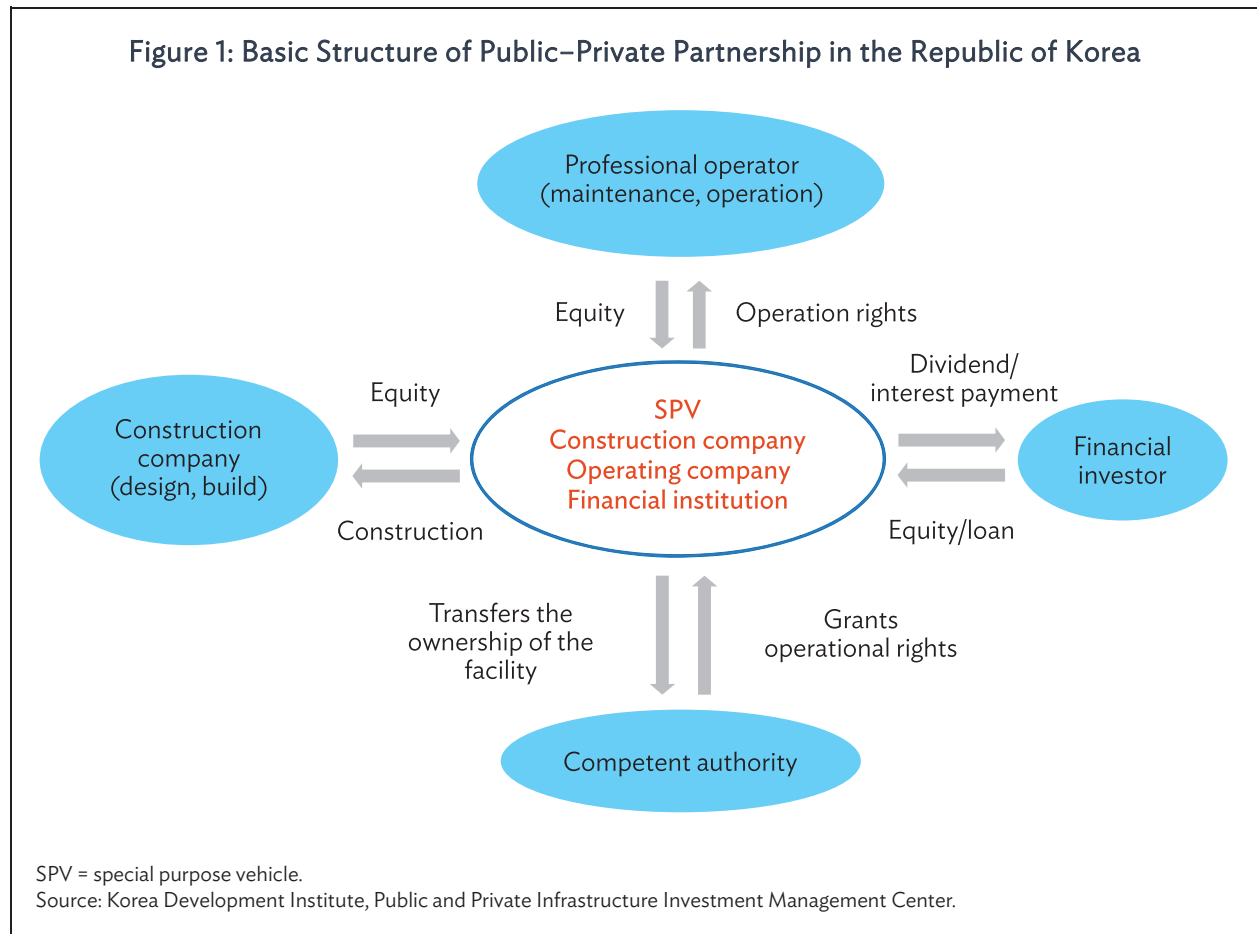 Figure 1: Basic Structure of Public–Private Partnership in the Republic of Korea
Professional operator
(maintenance, operation)
Equity
Operation rights
Dividend/
interest payment
Equity
Construction
company
(design, build)
SPV
Construction company
Operating company
Financial institution
Financial
investor
Construction
Equity/loan
Transfers the
ownership of the
facility
Grants
operational rights
Competent authority
SPV = special purpose vehicle.
Source: Korea Development Institute, Public and Private Infrastructure Investment Management Center.